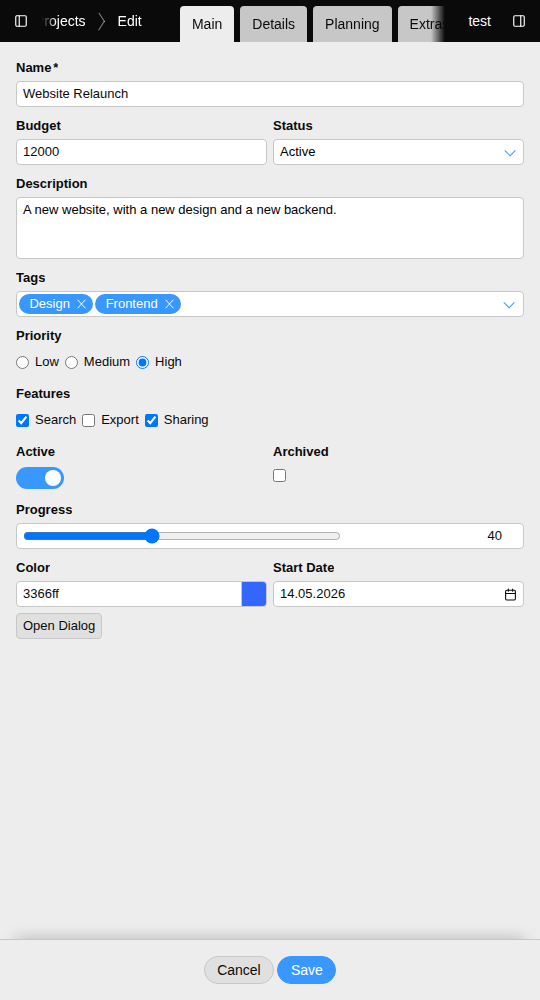 ojects Edit Main Details Planning Extra test
Name*
Website Relaunch
Budget Status
12000 Active
Description
A new website, with a new design and a new backend.
Tags
Design Frontend
Priority
Low Medium High
Features
Search Export Sharing
Active Archived
Progress
40
Color Start Date
3366ff 14.05.2026
Open Dialog
Cancel Save